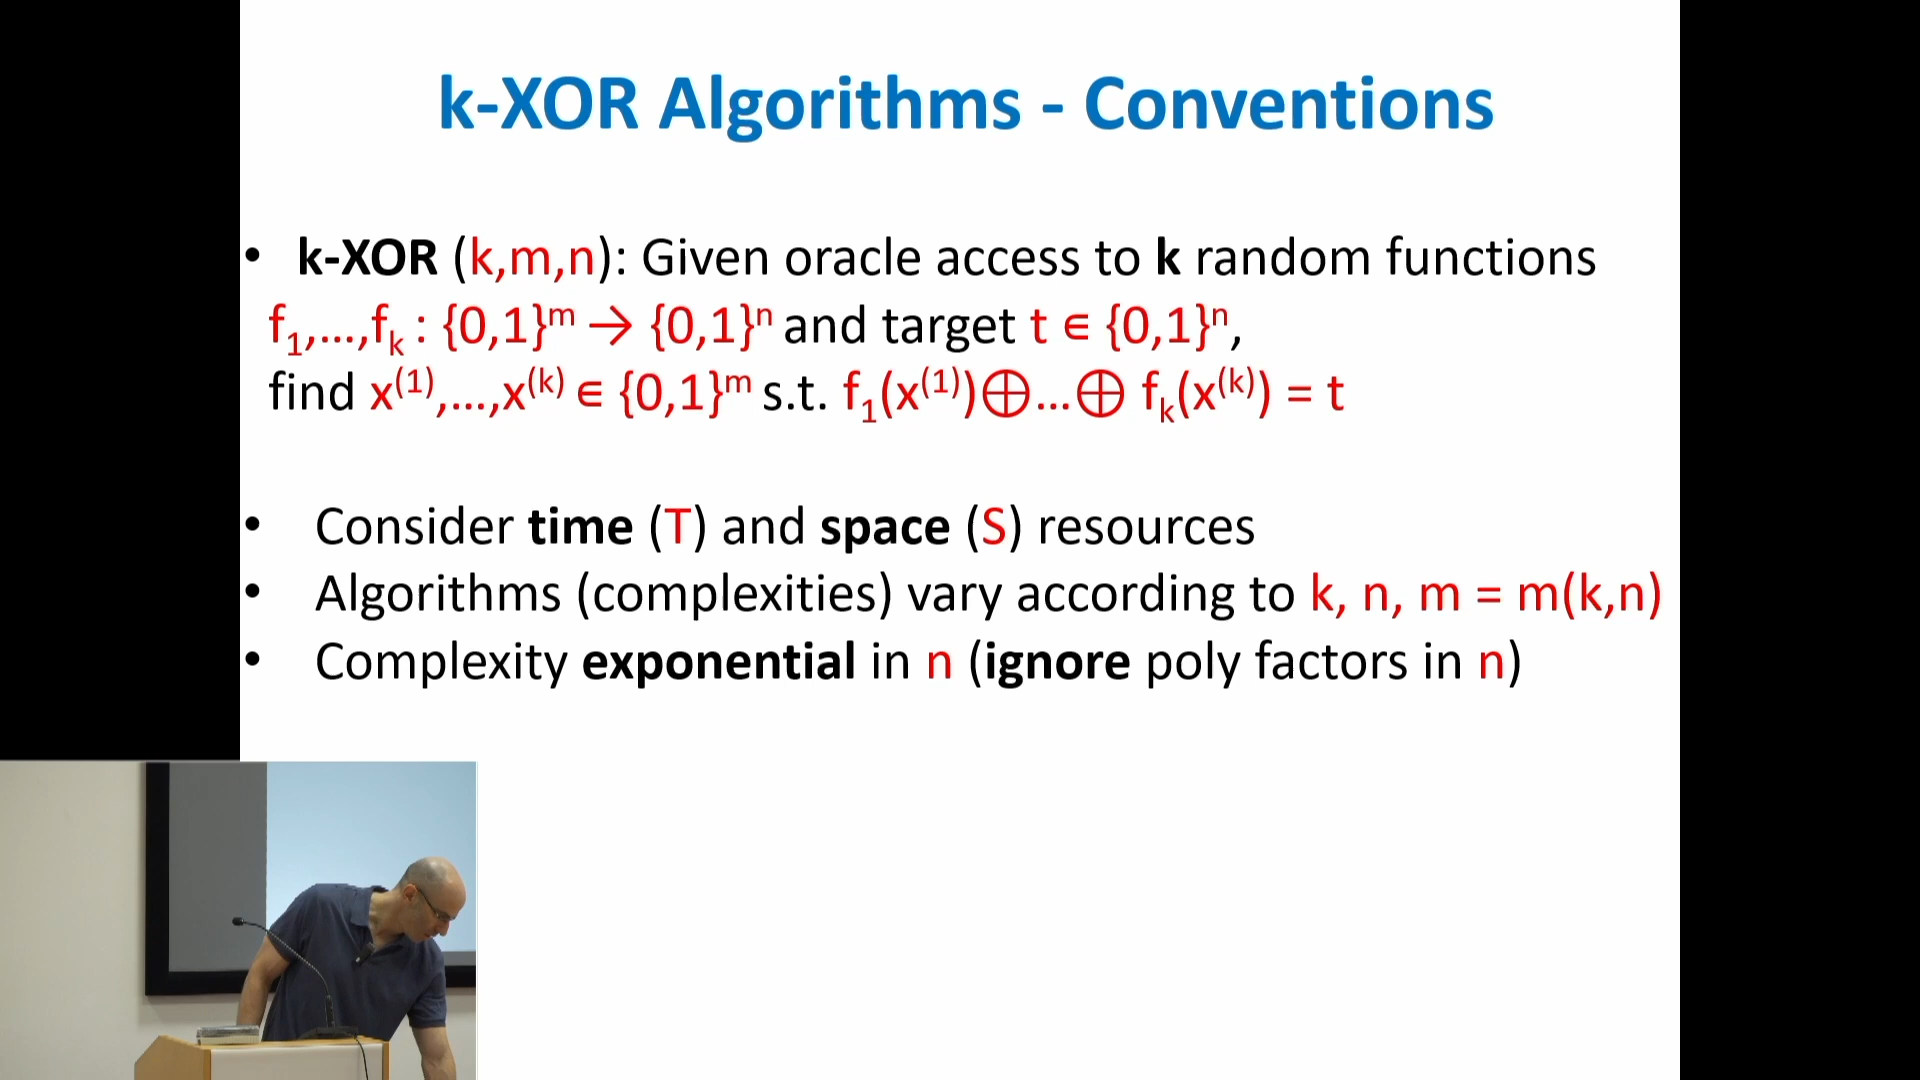 k-XOR Algorithms - Conventions
• k-XOR (k,m,n): Given oracle access to k random functions
f₁,...,fₖ : {0,1}ᵐ → {0,1}ⁿ and target t ∈ {0,1}ⁿ,
find x⁽¹⁾,...,x⁽ᵏ⁾ ∈ {0,1}ᵐ s.t. f₁(x⁽¹⁾)⊕...⊕ fₖ(x⁽ᵏ⁾) = t
• Consider time (T) and space (S) resources
• Algorithms (complexities) vary according to k, n, m = m(k,n)
• Complexity exponential in n (ignore poly factors in n)